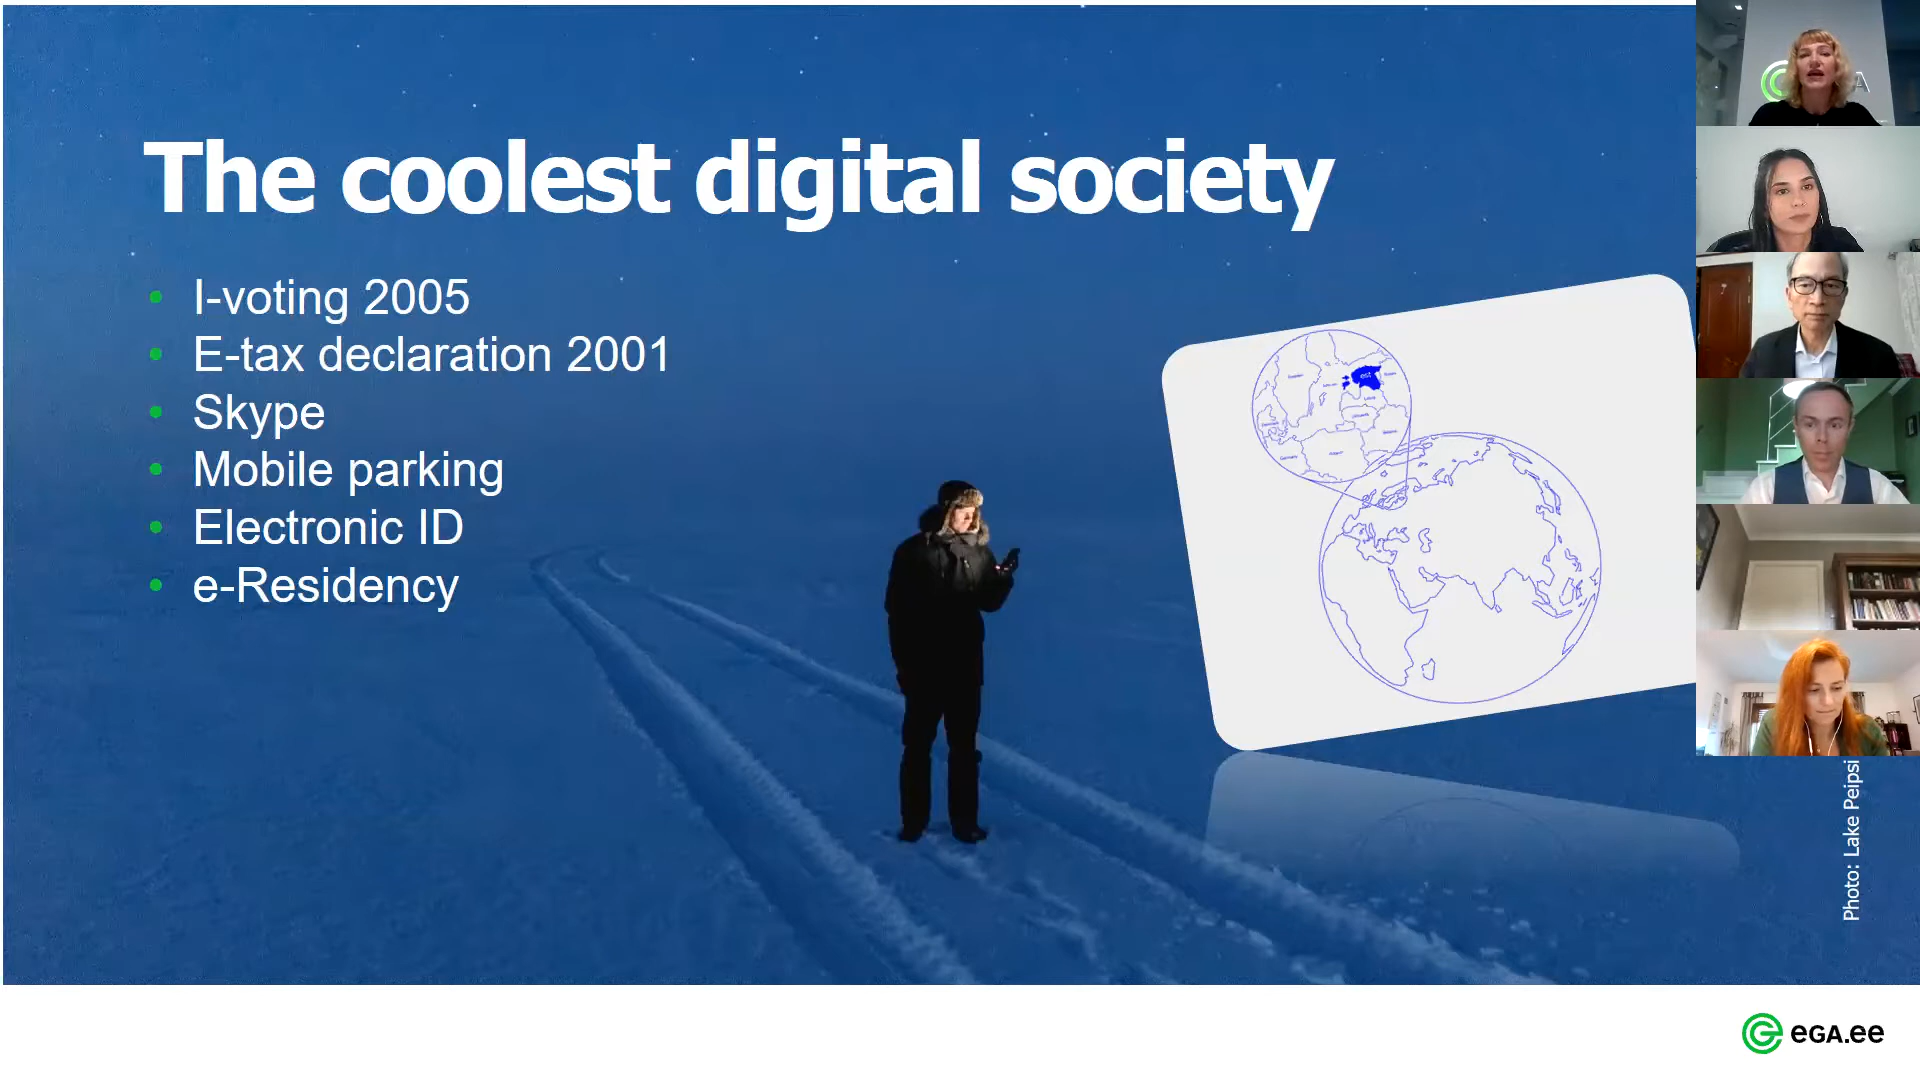 The coolest digital society
I-voting 2005
E-tax declaration 2001
Skype
Mobile parking
Electronic ID
e-Residency
est
Photo: Lake Peipsi
eGA.ee